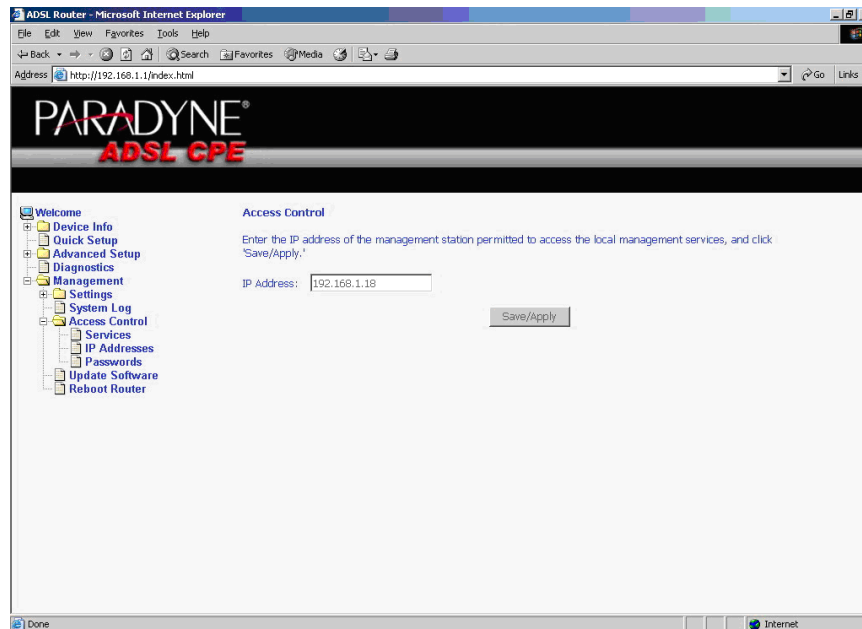 ADSL Router - Microsoft Internet Explorer
File Edit View Favorites Tools Help
Back Search Favorites Media
Address http://192.168.1.1/index.html Go Links
PARADYNE®
ADSL CPE
Welcome
Device Info
Quick Setup
Advanced Setup
Diagnostics
Management
Settings
System Log
Access Control
Services
IP Addresses
Passwords
Update Software
Reboot Router
Access Control
Enter the IP address of the management station permitted to access the local management services, and click
'Save/Apply.'
IP Address: 192.168.1.18
Save/Apply
Done Internet